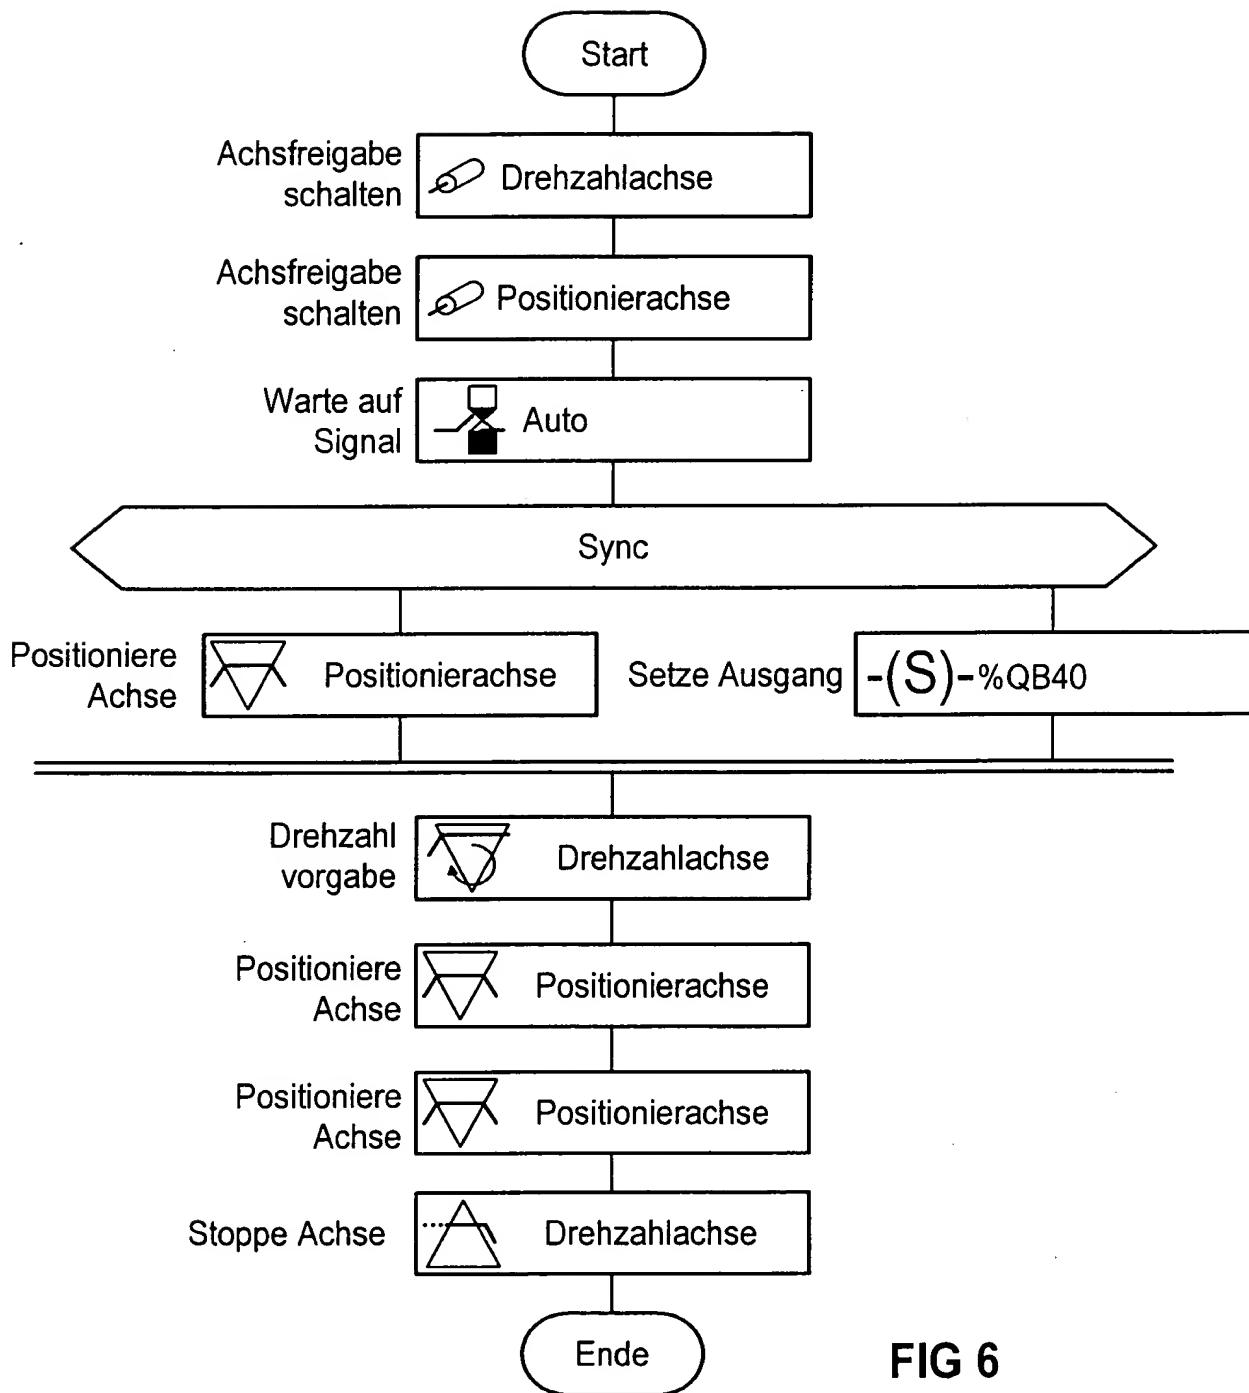 Start
Achsfreigabe
schalten
Drehzahlachse
Achsfreigabe
schalten
Positionierachse
Warte auf
Signal
Auto
Sync
Positioniere
Achse
Positionierachse
Setze Ausgang
-(S)-%QB40
Drehzahl
vorgabe
Drehzahlachse
Positioniere
Achse
Positionierachse
Positioniere
Achse
Positionierachse
Stoppe Achse
Drehzahlachse
Ende
FIG 6